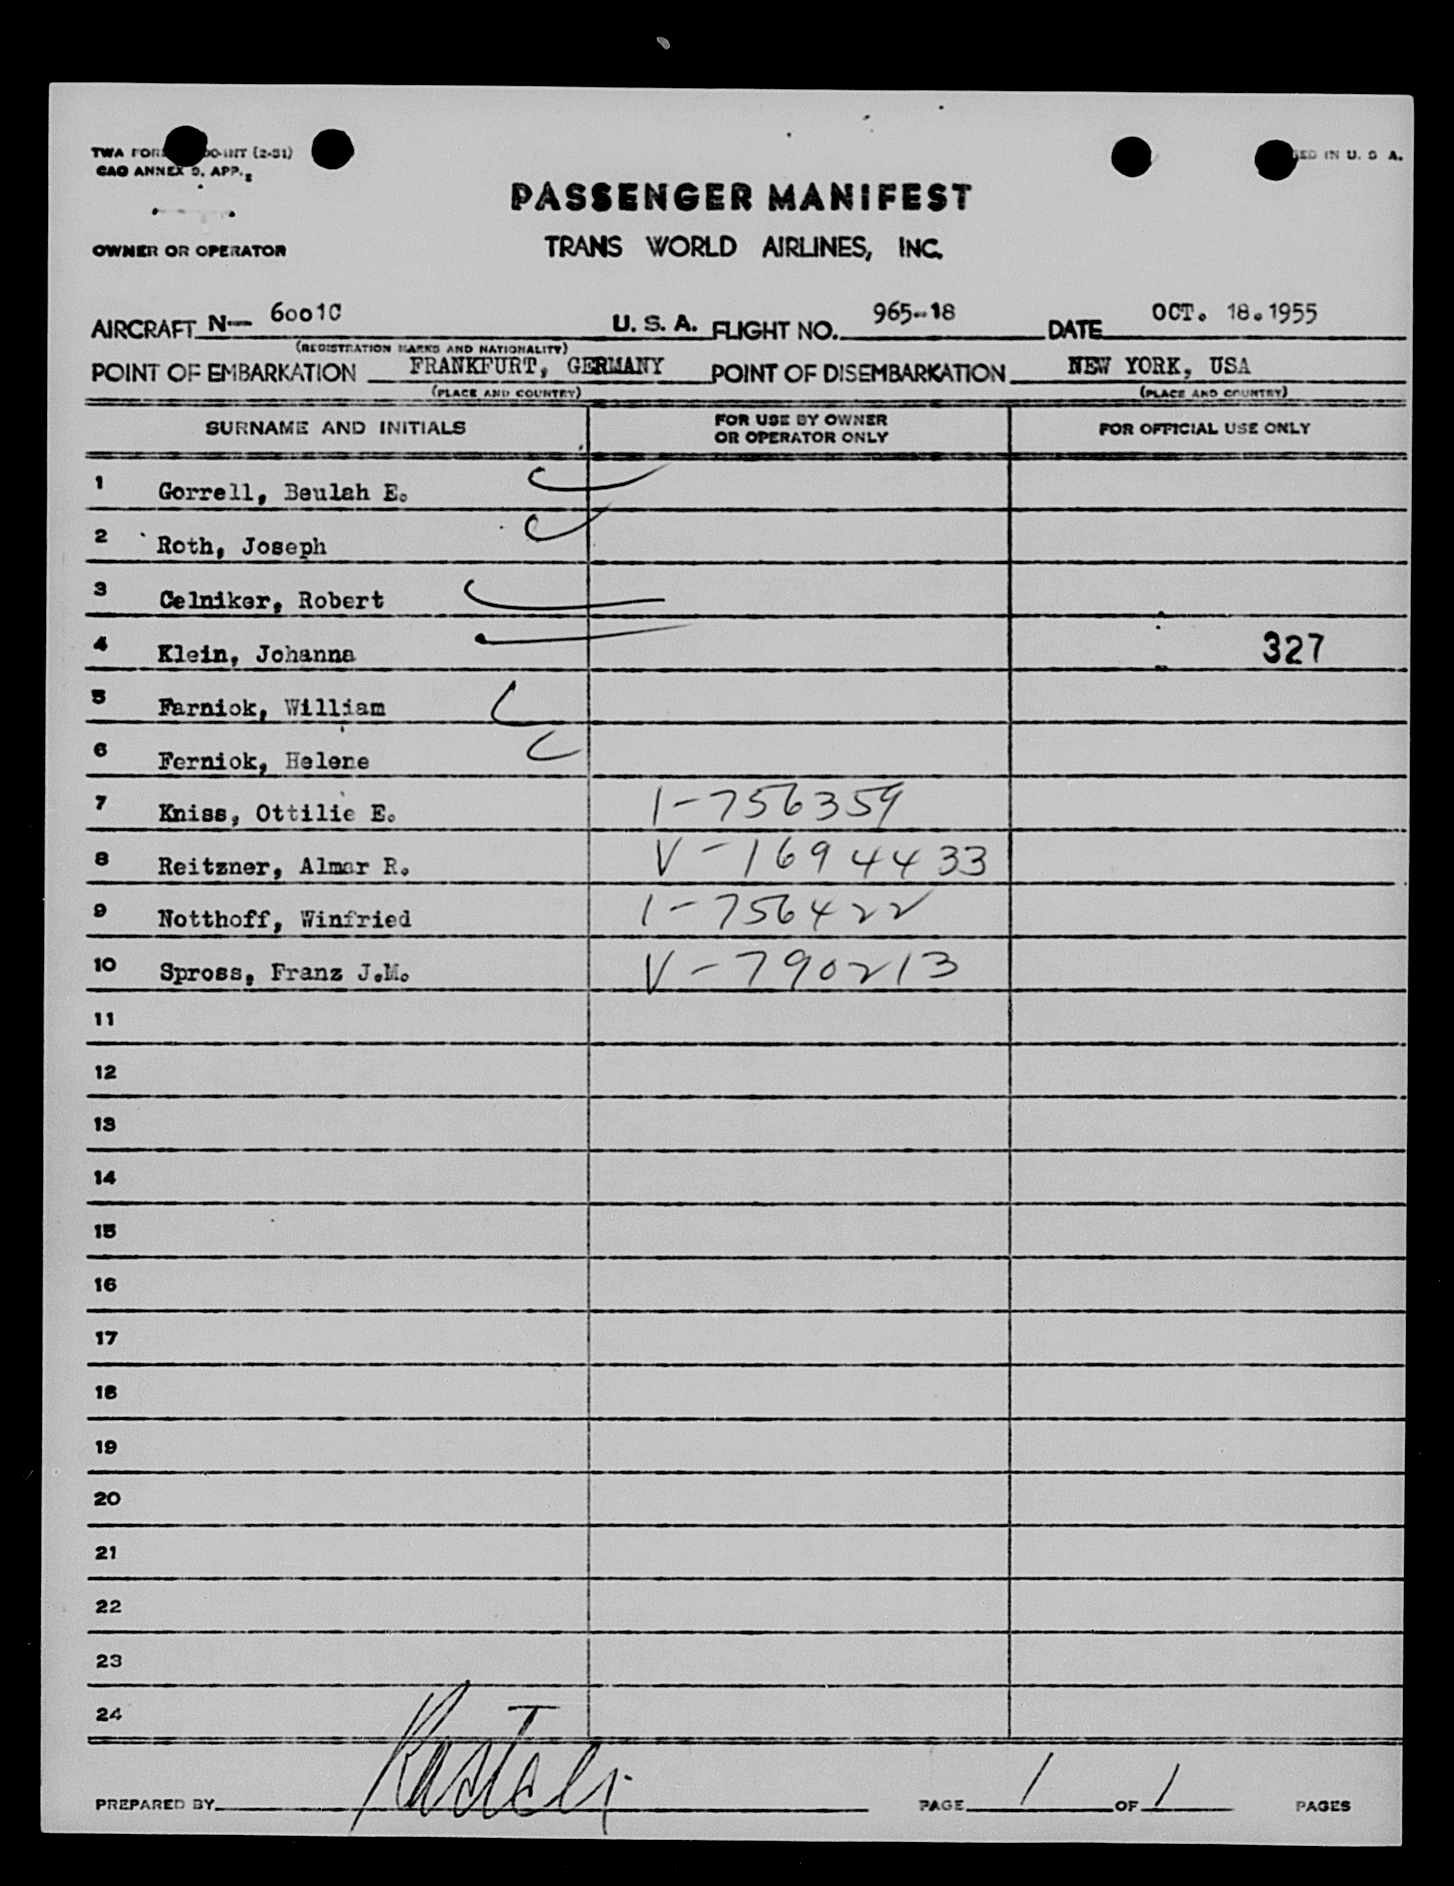 TWA FORM
CAO ANNEX 9, APP. 2
OWNER OR OPERATOR
PASSENGER MANIFEST
TRANS WORLD AIRLINES, INC.
AIRCRAFT N— 6001C U. S. A. FLIGHT NO. 965-18 DATE OCT. 18.1955
(REGISTRATION MARKS AND NATIONALITY)
POINT OF EMBARKATION FRANKFURT, GERMANY POINT OF DISEMBARKATION NEW YORK, USA
(PLACE AND COUNTRY) (PLACE AND COUNTRY)
SURNAME AND INITIALS FOR USE BY OWNER OR OPERATOR ONLY FOR OFFICIAL USE ONLY
1 Gorrell, Beulah E.
2 Roth, Joseph
3 Celniker, Robert
4 Klein, Johanna 327
5 Farniok, William
6 Ferniok, Helene
7 Kniss, Ottilie E. 1-756359
8 Reitzner, Almar R. V-1694433
9 Notthoff, Winfried 1-756422
10 Spross, Franz J.M. V-790213
11
12
13
14
15
16
17
18
19
20
21
22
23
24
PREPARED BY PAGE 1 OF 1 PAGES